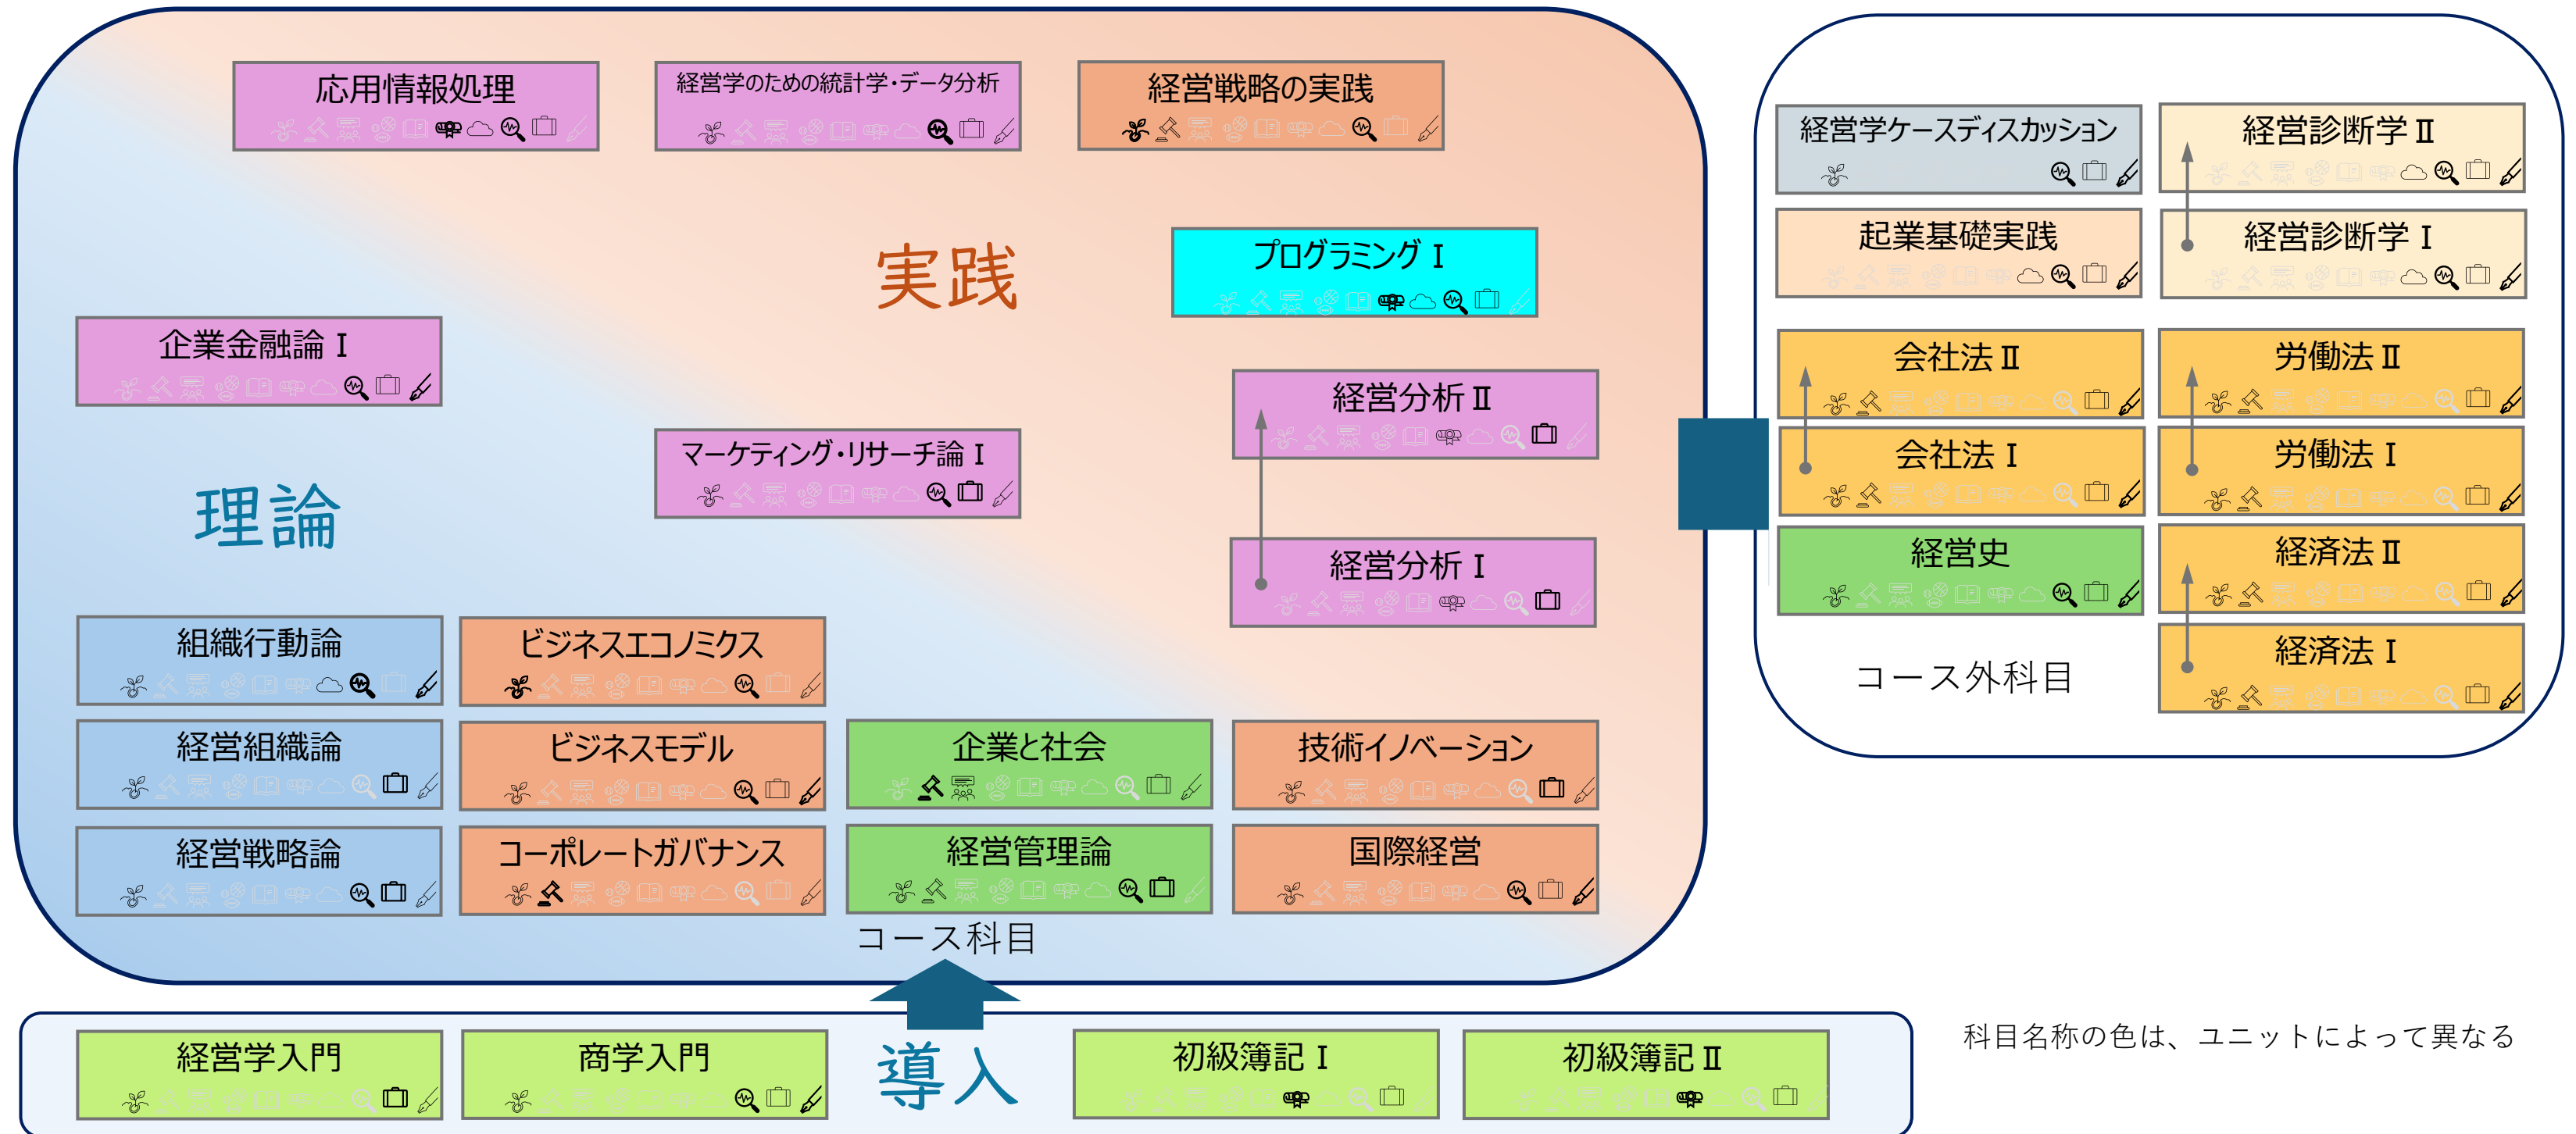 応用情報処理
経営学のための統計学・データ分析
経営戦略の実践
実践
プログラミング Ⅰ
企業金融論 Ⅰ
経営分析 Ⅱ
マーケティング・リサーチ論 Ⅰ
理論
経営分析 Ⅰ
組織行動論
ビジネスエコノミクス
経営組織論
ビジネスモデル
企業と社会
技術イノベーション
経営戦略論
コーポレートガバナンス
経営管理論
国際経営
コース科目
経営学ケースディスカッション
経営診断学 Ⅱ
起業基礎実践
経営診断学 Ⅰ
会社法 Ⅱ
労働法 Ⅱ
会社法 Ⅰ
労働法 Ⅰ
経営史
経済法 Ⅱ
コース外科目
経済法 Ⅰ
経営学入門
商学入門
導入
初級簿記 Ⅰ
初級簿記 Ⅱ
科目名称の色は、ユニットによって異なる